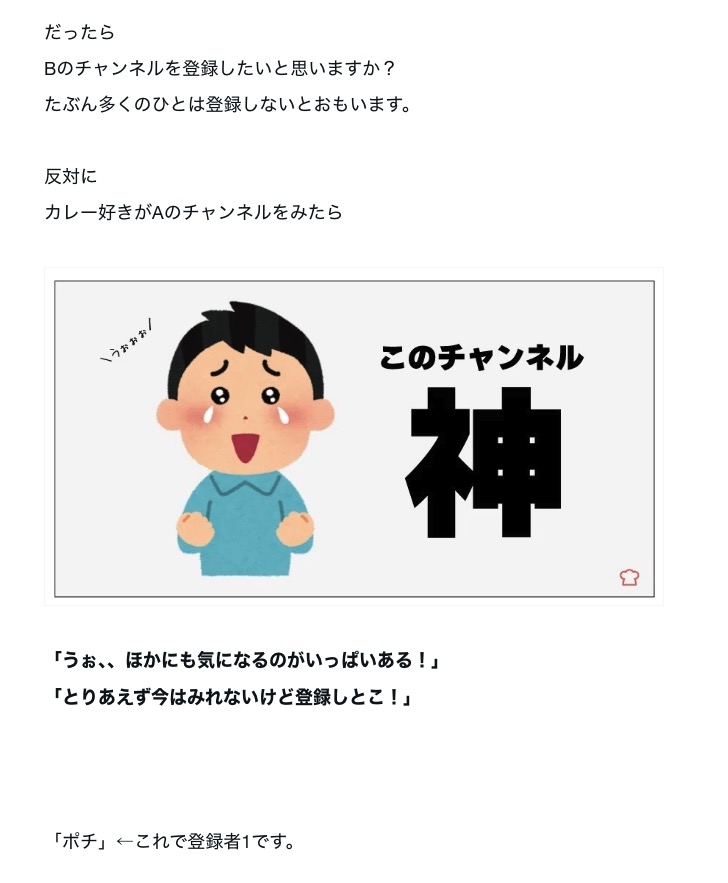 だったら
Bのチャンネルを登録したいと思いますか？
たぶん多くのひとは登録しないとおもいます。
反対に
カレー好きがAのチャンネルをみたら
\うぉぉぉ/
このチャンネル
神
「うぉ、、ほかにも気になるのがいっぱいある！」
「とりあえず今はみれないけど登録しとこ！」
「ポチ」←これで登録者1です。